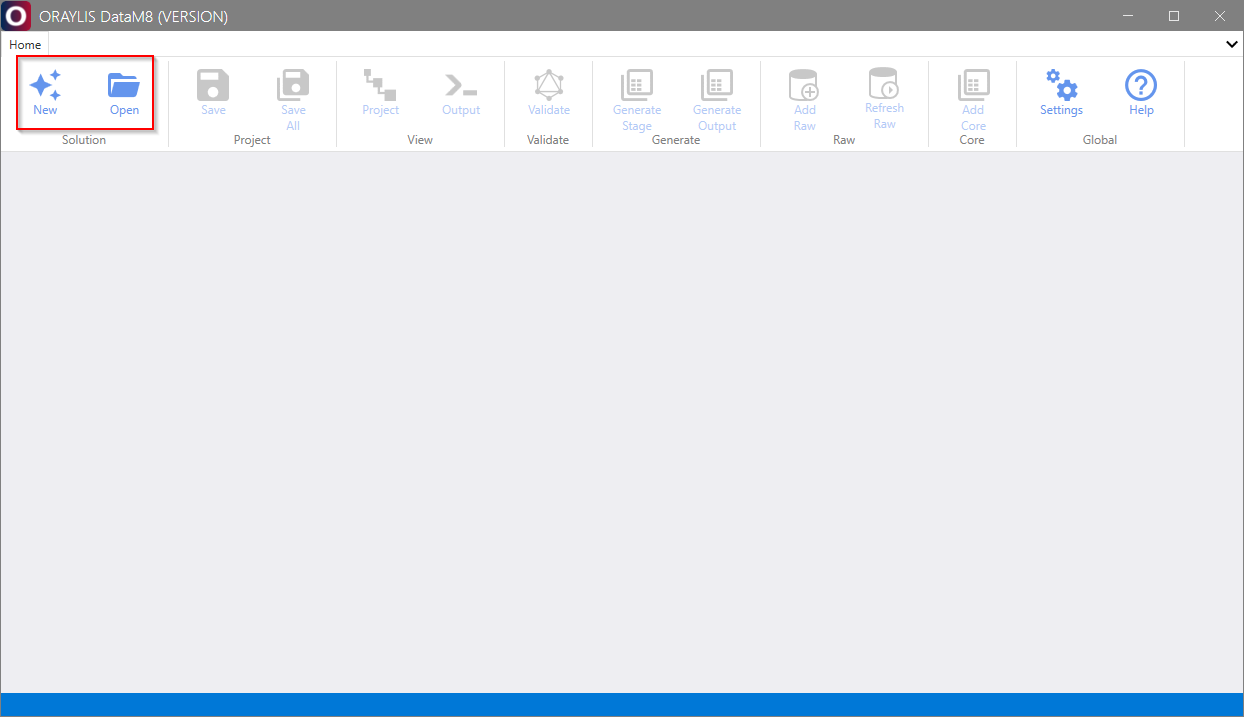 ORAYLIS DataM8 (VERSION)
Home
New
Open
Solution
Save
Save
All
Project
Project
Output
View
Validate
Validate
Generate
Stage
Generate
Output
Generate
Add
Raw
Refresh
Raw
Raw
Add
Core
Core
Settings
Help
Global